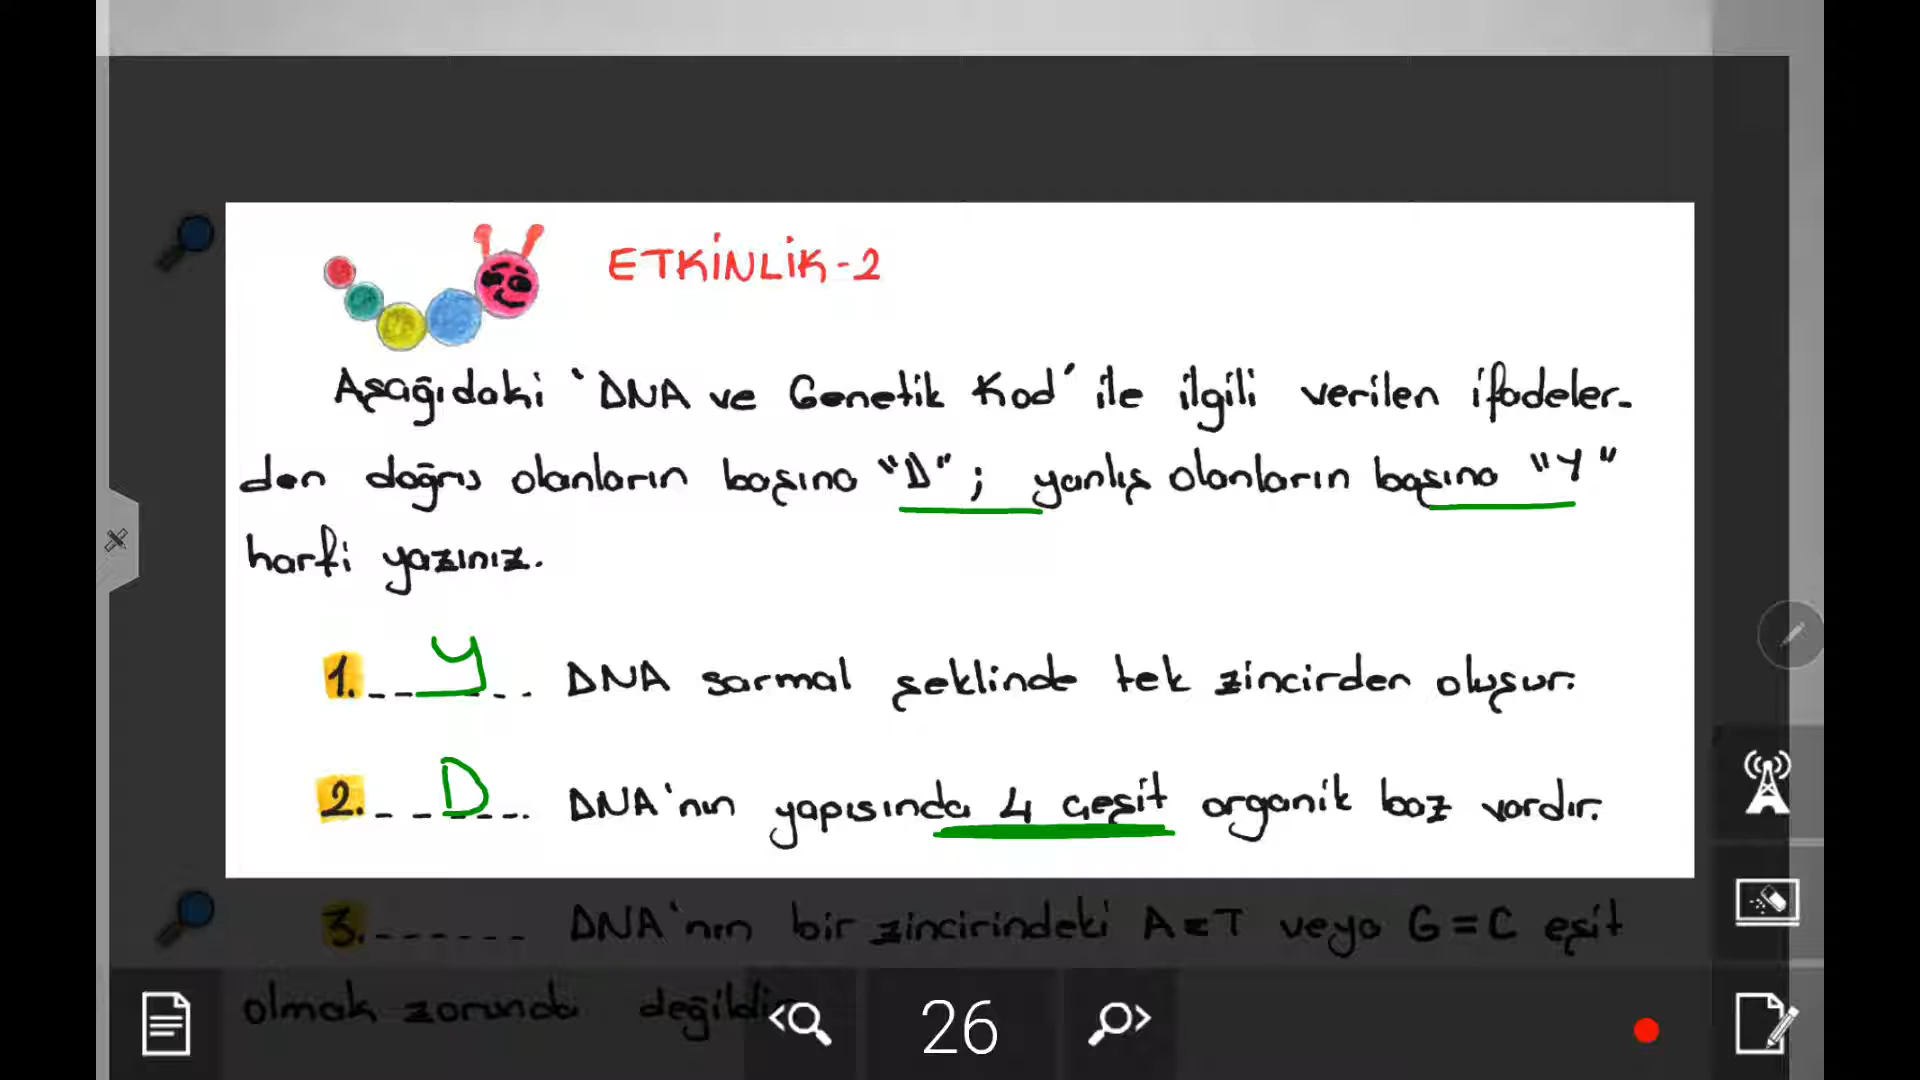 ETKİNLİK-2
Aşağıdaki 'DNA ve Genetik Kod' ile ilgili verilen ifadeler-
den doğru olanların başına "D"; yanlış olanların başına "Y"
harfi yazınız.
1. Y DNA sarmal şeklinde tek zincirden oluşur.
2. D DNA'nın yapısında 4 çeşit organik baz vardır.
3. DNA'nın bir zincirindeki A=T veya G=C eşit
olmak zorunda değildir
26